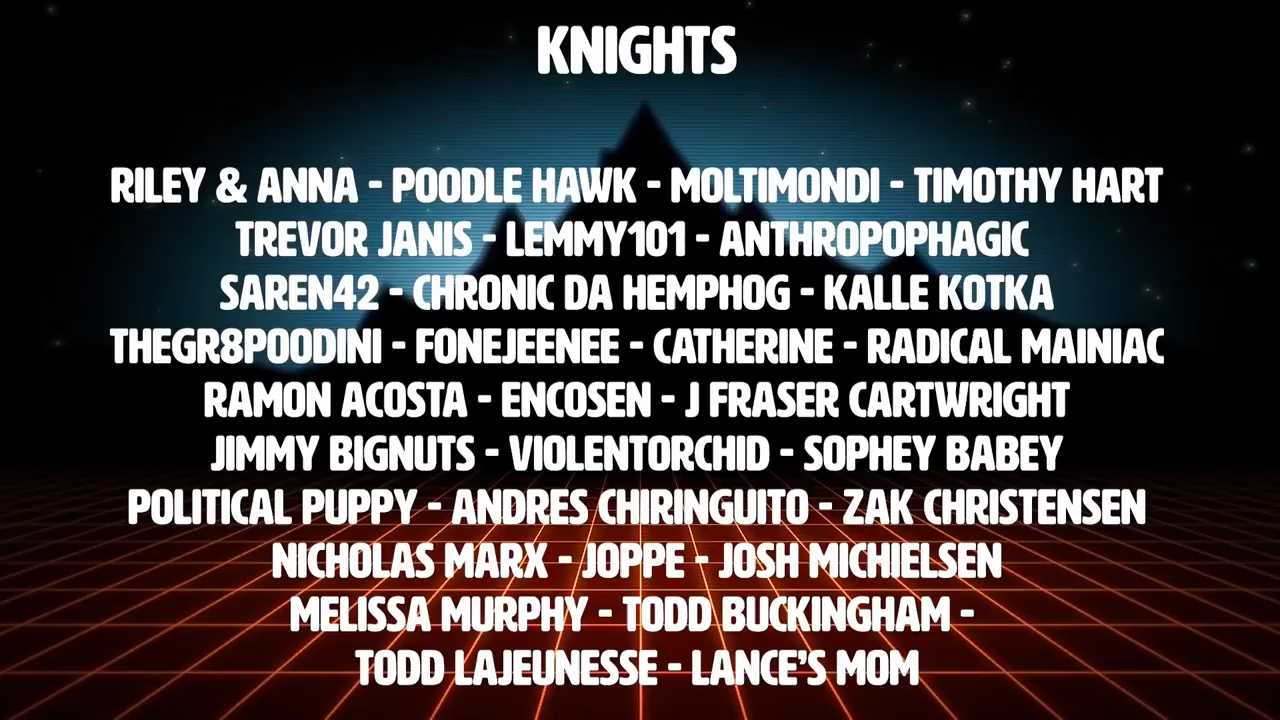 KNIGHTS
RILEY & ANNA - POODLE HAWK - MOLTIMONDI - TIMOTHY HART
TREVOR JANIS - LEMMY101 - ANTHROPOPHAGIC
SAREN42 - CHRONIC DA HEMPHOG - KALLE KOTKA
THEGR8POODINI - FONEJEENEE - CATHERINE - RADICAL MAINIAC
RAMON ACOSTA - ENCOSEN - J FRASER CARTWRIGHT
JIMMY BIGNUTS - VIOLENTORCHID - SOPHEY BABEY
POLITICAL PUPPY - ANDRES CHIRINGUITO - ZAK CHRISTENSEN
NICHOLAS MARX - JOPPE - JOSH MICHIELSEN
MELISSA MURPHY - TODD BUCKINGHAM -
TODD LAJEUNESSE - LANCE'S MOM